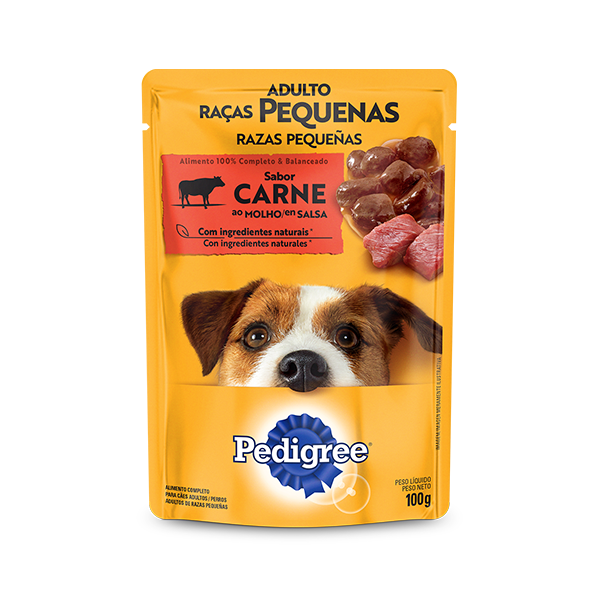 ADULTO
RAÇAS PEQUENAS
RAZAS PEQUEÑAS
Alimento 100% Completo & Balanceado
Sabor
CARNE
ao MOLHO/en SALSA
Com ingredientes naturais*
Con ingredientes naturales*
Pedigree®
ALIMENTO COMPLETO
PARA CÃES ADULTOS / PERROS
ADULTOS DE RAZAS PEQUEÑAS
PESO LÍQUIDO
PESO NETO
100g